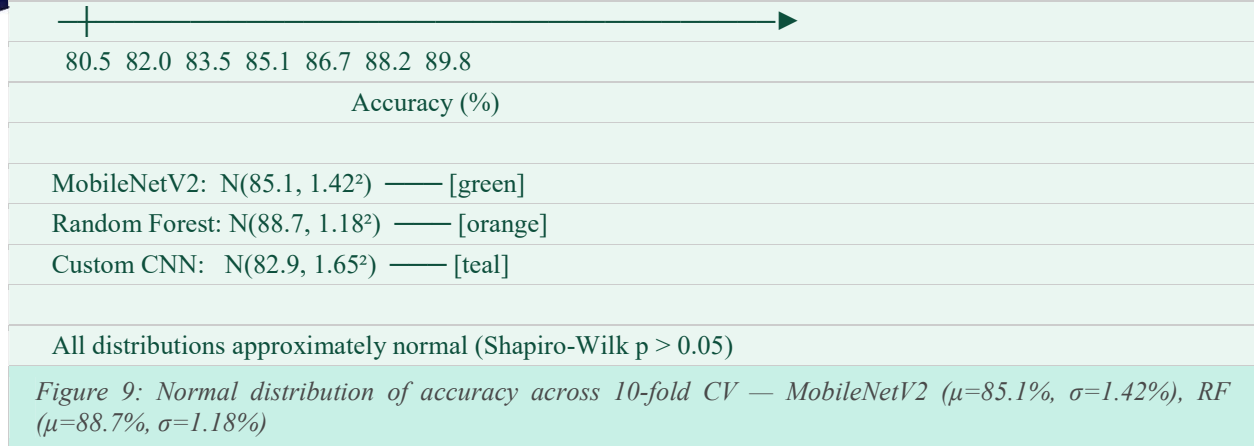 80.5 82.0 83.5 85.1 86.7 88.2 89.8
Accuracy (%)
MobileNetV2: N(85.1, 1.42²) ─── [green]
Random Forest: N(88.7, 1.18²) ─── [orange]
Custom CNN: N(82.9, 1.65²) ─── [teal]
All distributions approximately normal (Shapiro-Wilk p > 0.05)
Figure 9: Normal distribution of accuracy across 10-fold CV — MobileNetV2 (μ=85.1%, σ=1.42%), RF
(μ=88.7%, σ=1.18%)